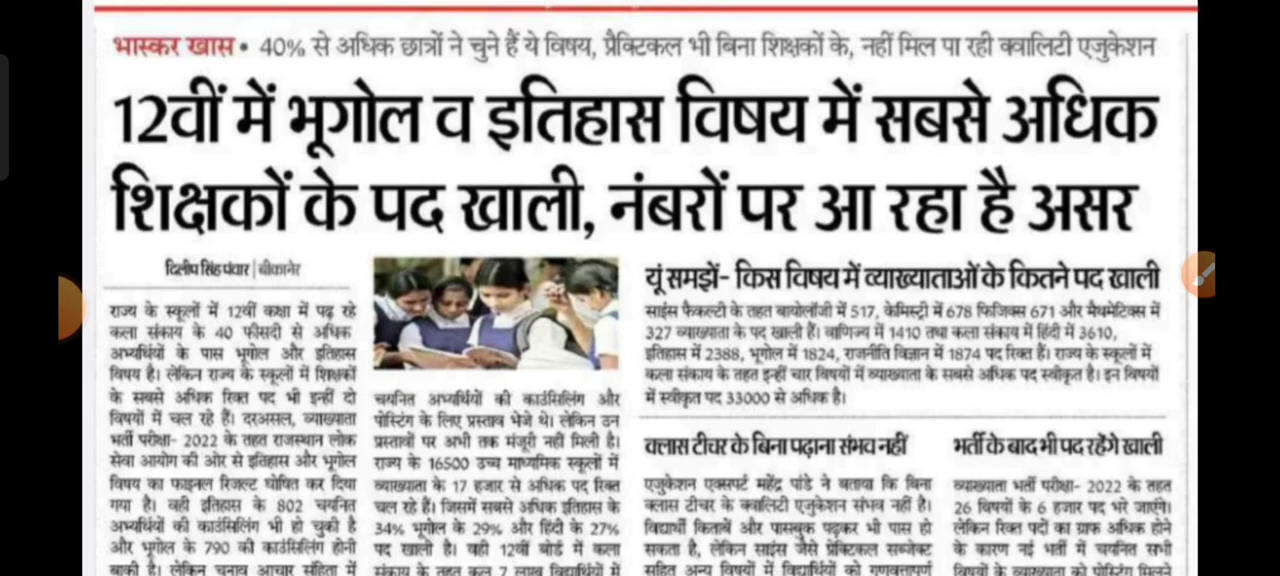 भास्कर खास • 40% से अधिक छात्रों ने चुने हैं ये विषय, प्रैक्टिकल भी बिना शिक्षकों के, नहीं मिल पा रही क्वालिटी एजुकेशन
12वीं में भूगोल व इतिहास विषय में सबसे अधिक
शिक्षकों के पद खाली, नंबरों पर आ रहा है असर
दिलीप सिंह पंवार | बीकानेर
राज्य के स्कूलों में 12वीं कक्षा में पढ़ रहे
कला संकाय के 40 फीसदी से अधिक
अभ्यर्थियों के पास भूगोल और इतिहास
विषय है। लेकिन राज्य के स्कूलों में शिक्षकों
के सबसे अधिक रिक्त पद भी इन्हीं दो
विषयों में चल रहे हैं। दरअसल, व्याख्याता
भर्ती परीक्षा- 2022 के तहत राजस्थान लोक
सेवा आयोग की ओर से इतिहास और भूगोल
विषय का फाइनल रिजल्ट घोषित कर दिया
गया है। वही इतिहास के 802 चयनित
अभ्यर्थियों की काउंसिलिंग भी हो चुकी है
और भूगोल के 790 की काउंसिलिंग होनी
बाकी है। लेकिन चुनाव आचार संहिता में
चयनित अभ्यर्थियों की काउंसिलिंग और
पोस्टिंग के लिए प्रस्ताव भेजे थे। लेकिन उन
प्रस्तावों पर अभी तक मंजूरी नहीं मिली है।
राज्य के 16500 उच्च माध्यमिक स्कूलों में
व्याख्याता के 17 हजार से अधिक पद रिक्त
चल रहे हैं। जिसमें सबसे अधिक इतिहास के
34% भूगोल के 29% और हिंदी के 27%
पद खाली है। वही 12वीं बोर्ड में कला
संकाय के तहत कुल 7 लाख विद्यार्थियों में
यूं समझें- किस विषय में व्याख्याताओं के कितने पद खाली
साइंस फैकल्टी के तहत बायोलॉजी में 517, केमिस्ट्री में 678 फिजिक्स 671 और मैथमेटिक्स में
327 व्याख्याता के पद खाली हैं। वाणिज्य में 1410 तथा कला संकाय में हिंदी में 3610,
इतिहास में 2388, भूगोल में 1824, राजनीति विज्ञान में 1874 पद रिक्त हैं। राज्य के स्कूलों में
कला संकाय के तहत इन्हीं चार विषयों में व्याख्याता के सबसे अधिक पद स्वीकृत है। इन विषयों
में स्वीकृत पद 33000 से अधिक है।
क्लास टीचर के बिना पढ़ाना संभव नहीं
एजुकेशन एक्सपर्ट महेंद्र पांडे ने बताया कि बिना
क्लास टीचर के क्वालिटी एजुकेशन संभव नहीं है।
विद्यार्थी किताबें और पासबुक पढ़कर भी पास हो
सकता है, लेकिन साइंस जैसे प्रेक्टिकल सब्जेक्ट
सहित अन्य विषयों में विद्यार्थियों को गुणवत्तापूर्ण
भर्ती के बाद भी पद रहेंगे खाली
व्याख्याता भर्ती परीक्षा- 2022 के तहत
26 विषयों के 6 हजार पद भरे जाएंगे।
लेकिन रिक्त पदों का ग्राफ अधिक होने
के कारण नई भर्ती में चयनित सभी
विषयों के व्याख्याता को पोस्टिंग मिलने